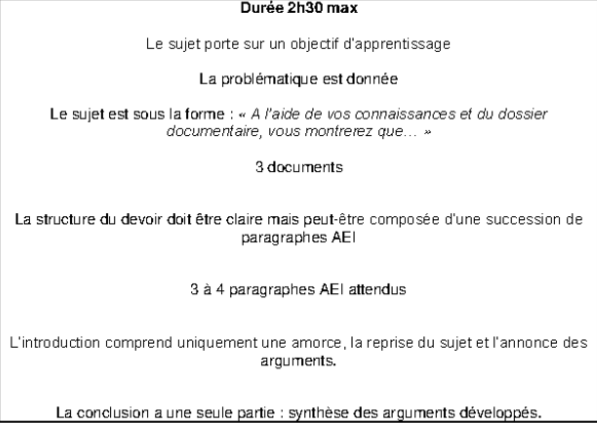 Durée 2h30 max
Le sujet porte sur un objectif d'apprentissage
La problématique est donnée
Le sujet est sous la forme : « A l'aide de vos connaissances et du dossier
documentaire, vous montrerez que... »
3 documents
La structure du devoir doit être claire mais peut-être composée d'une succession de
paragraphes AEI
3 à 4 paragraphes AEI attendus
L'introduction comprend uniquement une amorce, la reprise du sujet et l'annonce des
arguments.
La conclusion a une seule partie : synthèse des arguments développés.